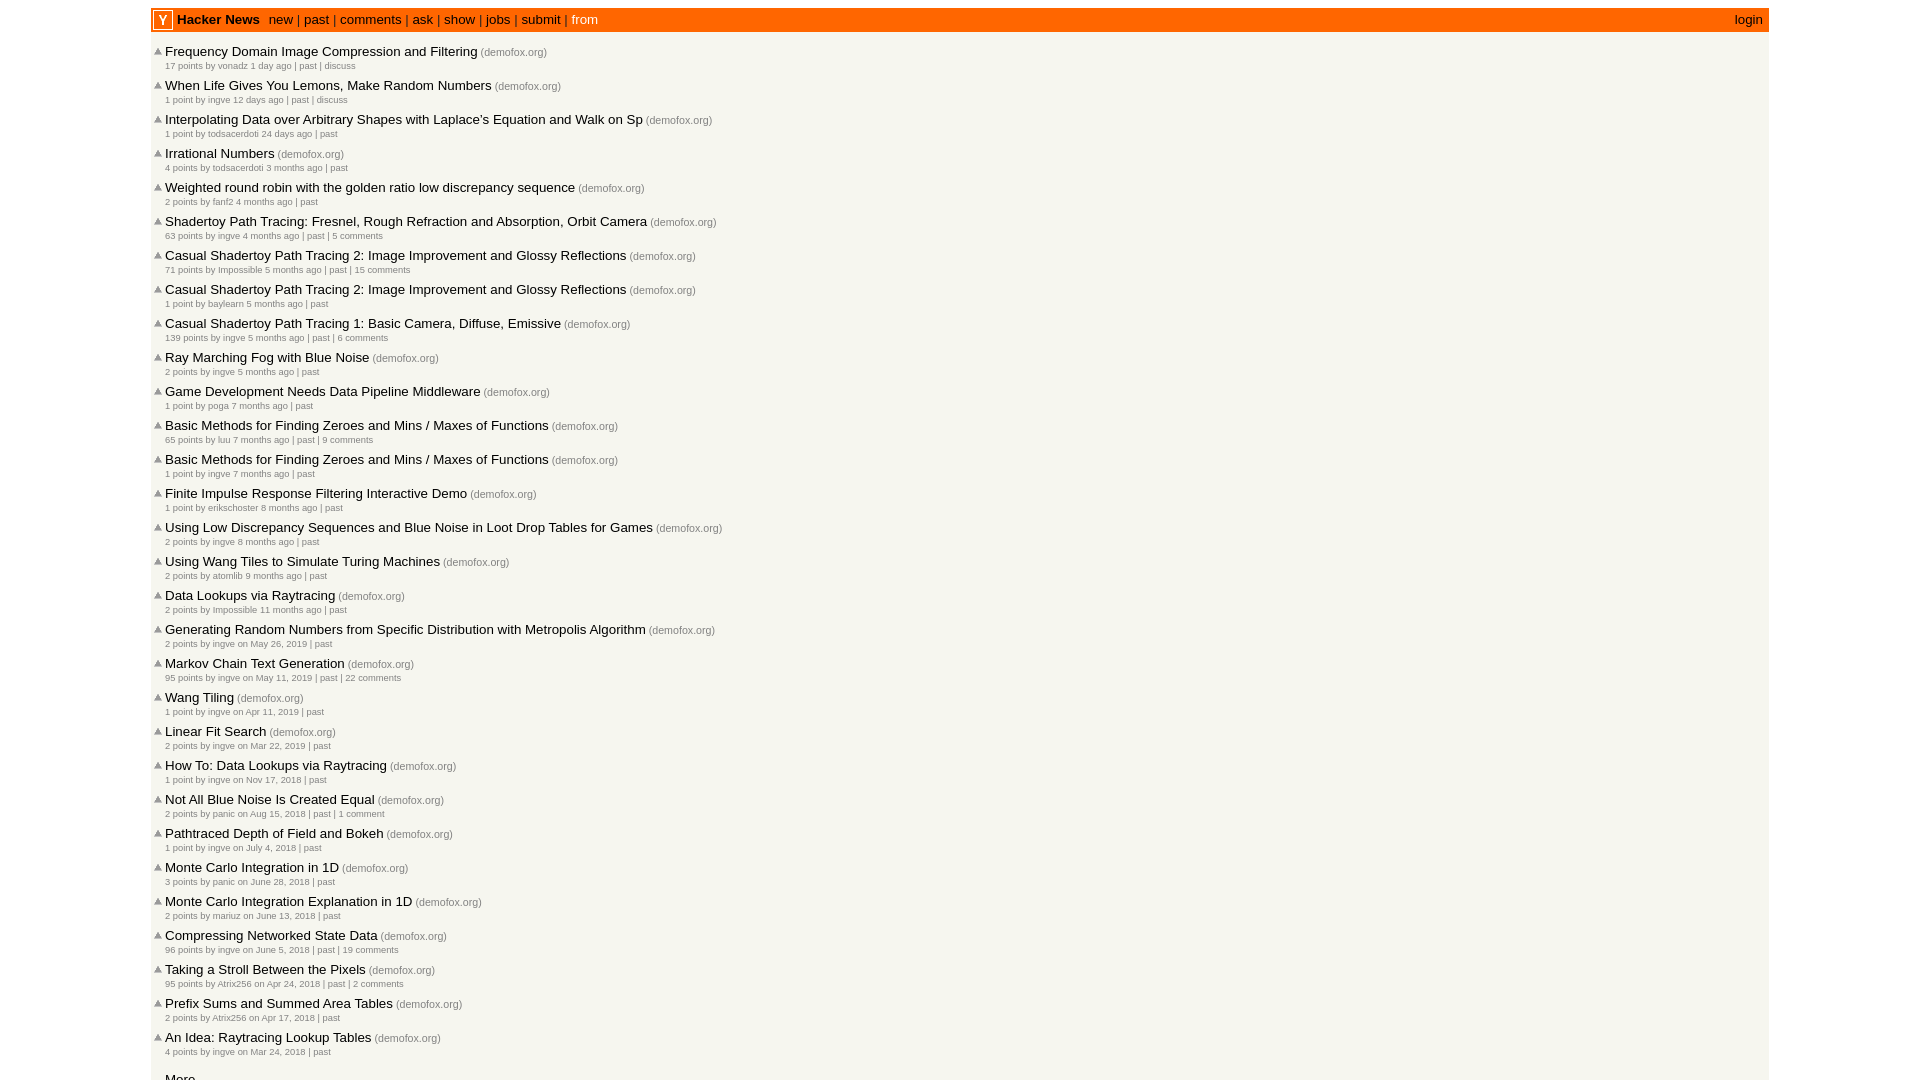 Y Hacker News new | past | comments | ask | show | jobs | submit | from login
Frequency Domain Image Compression and Filtering (demofox.org)
17 points by vonadz 1 day ago | past | discuss
When Life Gives You Lemons, Make Random Numbers (demofox.org)
1 point by ingve 12 days ago | past | discuss
Interpolating Data over Arbitrary Shapes with Laplace’s Equation and Walk on Sp (demofox.org)
1 point by todsacerdoti 24 days ago | past
Irrational Numbers (demofox.org)
4 points by todsacerdoti 3 months ago | past
Weighted round robin with the golden ratio low discrepancy sequence (demofox.org)
2 points by fanf2 4 months ago | past
Shadertoy Path Tracing: Fresnel, Rough Refraction and Absorption, Orbit Camera (demofox.org)
63 points by ingve 4 months ago | past | 5 comments
Casual Shadertoy Path Tracing 2: Image Improvement and Glossy Reflections (demofox.org)
71 points by Impossible 5 months ago | past | 15 comments
Casual Shadertoy Path Tracing 2: Image Improvement and Glossy Reflections (demofox.org)
1 point by baylearn 5 months ago | past
Casual Shadertoy Path Tracing 1: Basic Camera, Diffuse, Emissive (demofox.org)
139 points by ingve 5 months ago | past | 6 comments
Ray Marching Fog with Blue Noise (demofox.org)
2 points by ingve 5 months ago | past
Game Development Needs Data Pipeline Middleware (demofox.org)
1 point by poga 7 months ago | past
Basic Methods for Finding Zeroes and Mins / Maxes of Functions (demofox.org)
65 points by luu 7 months ago | past | 9 comments
Basic Methods for Finding Zeroes and Mins / Maxes of Functions (demofox.org)
1 point by ingve 7 months ago | past
Finite Impulse Response Filtering Interactive Demo (demofox.org)
1 point by erikschoster 8 months ago | past
Using Low Discrepancy Sequences and Blue Noise in Loot Drop Tables for Games (demofox.org)
2 points by ingve 8 months ago | past
Using Wang Tiles to Simulate Turing Machines (demofox.org)
2 points by atomlib 9 months ago | past
Data Lookups via Raytracing (demofox.org)
2 points by Impossible 11 months ago | past
Generating Random Numbers from Specific Distribution with Metropolis Algorithm (demofox.org)
2 points by ingve on May 26, 2019 | past
Markov Chain Text Generation (demofox.org)
95 points by ingve on May 11, 2019 | past | 22 comments
Wang Tiling (demofox.org)
1 point by ingve on Apr 11, 2019 | past
Linear Fit Search (demofox.org)
2 points by ingve on Mar 22, 2019 | past
How To: Data Lookups via Raytracing (demofox.org)
1 point by ingve on Nov 17, 2018 | past
Not All Blue Noise Is Created Equal (demofox.org)
2 points by panic on Aug 15, 2018 | past | 1 comment
Pathtraced Depth of Field and Bokeh (demofox.org)
1 point by ingve on July 4, 2018 | past
Monte Carlo Integration in 1D (demofox.org)
3 points by panic on June 28, 2018 | past
Monte Carlo Integration Explanation in 1D (demofox.org)
2 points by mariuz on June 13, 2018 | past
Compressing Networked State Data (demofox.org)
96 points by ingve on June 5, 2018 | past | 19 comments
Taking a Stroll Between the Pixels (demofox.org)
95 points by Atrix256 on Apr 24, 2018 | past | 2 comments
Prefix Sums and Summed Area Tables (demofox.org)
2 points by Atrix256 on Apr 17, 2018 | past
An Idea: Raytracing Lookup Tables (demofox.org)
4 points by ingve on Mar 24, 2018 | past
More